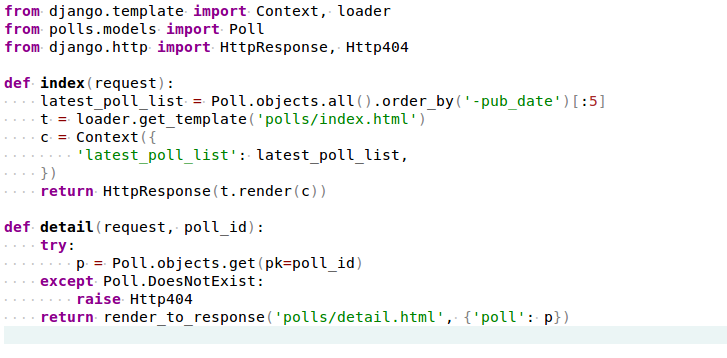 from django.template import Context, loader
from polls.models import Poll
from django.http import HttpResponse, Http404

def index(request):
    latest_poll_list = Poll.objects.all().order_by('-pub_date')[:5]
    t = loader.get_template('polls/index.html')
    c = Context({
        'latest_poll_list': latest_poll_list,
    })
    return HttpResponse(t.render(c))

def detail(request, poll_id):
    try:
        p = Poll.objects.get(pk=poll_id)
    except Poll.DoesNotExist:
        raise Http404
    return render_to_response('polls/detail.html', {'poll': p})